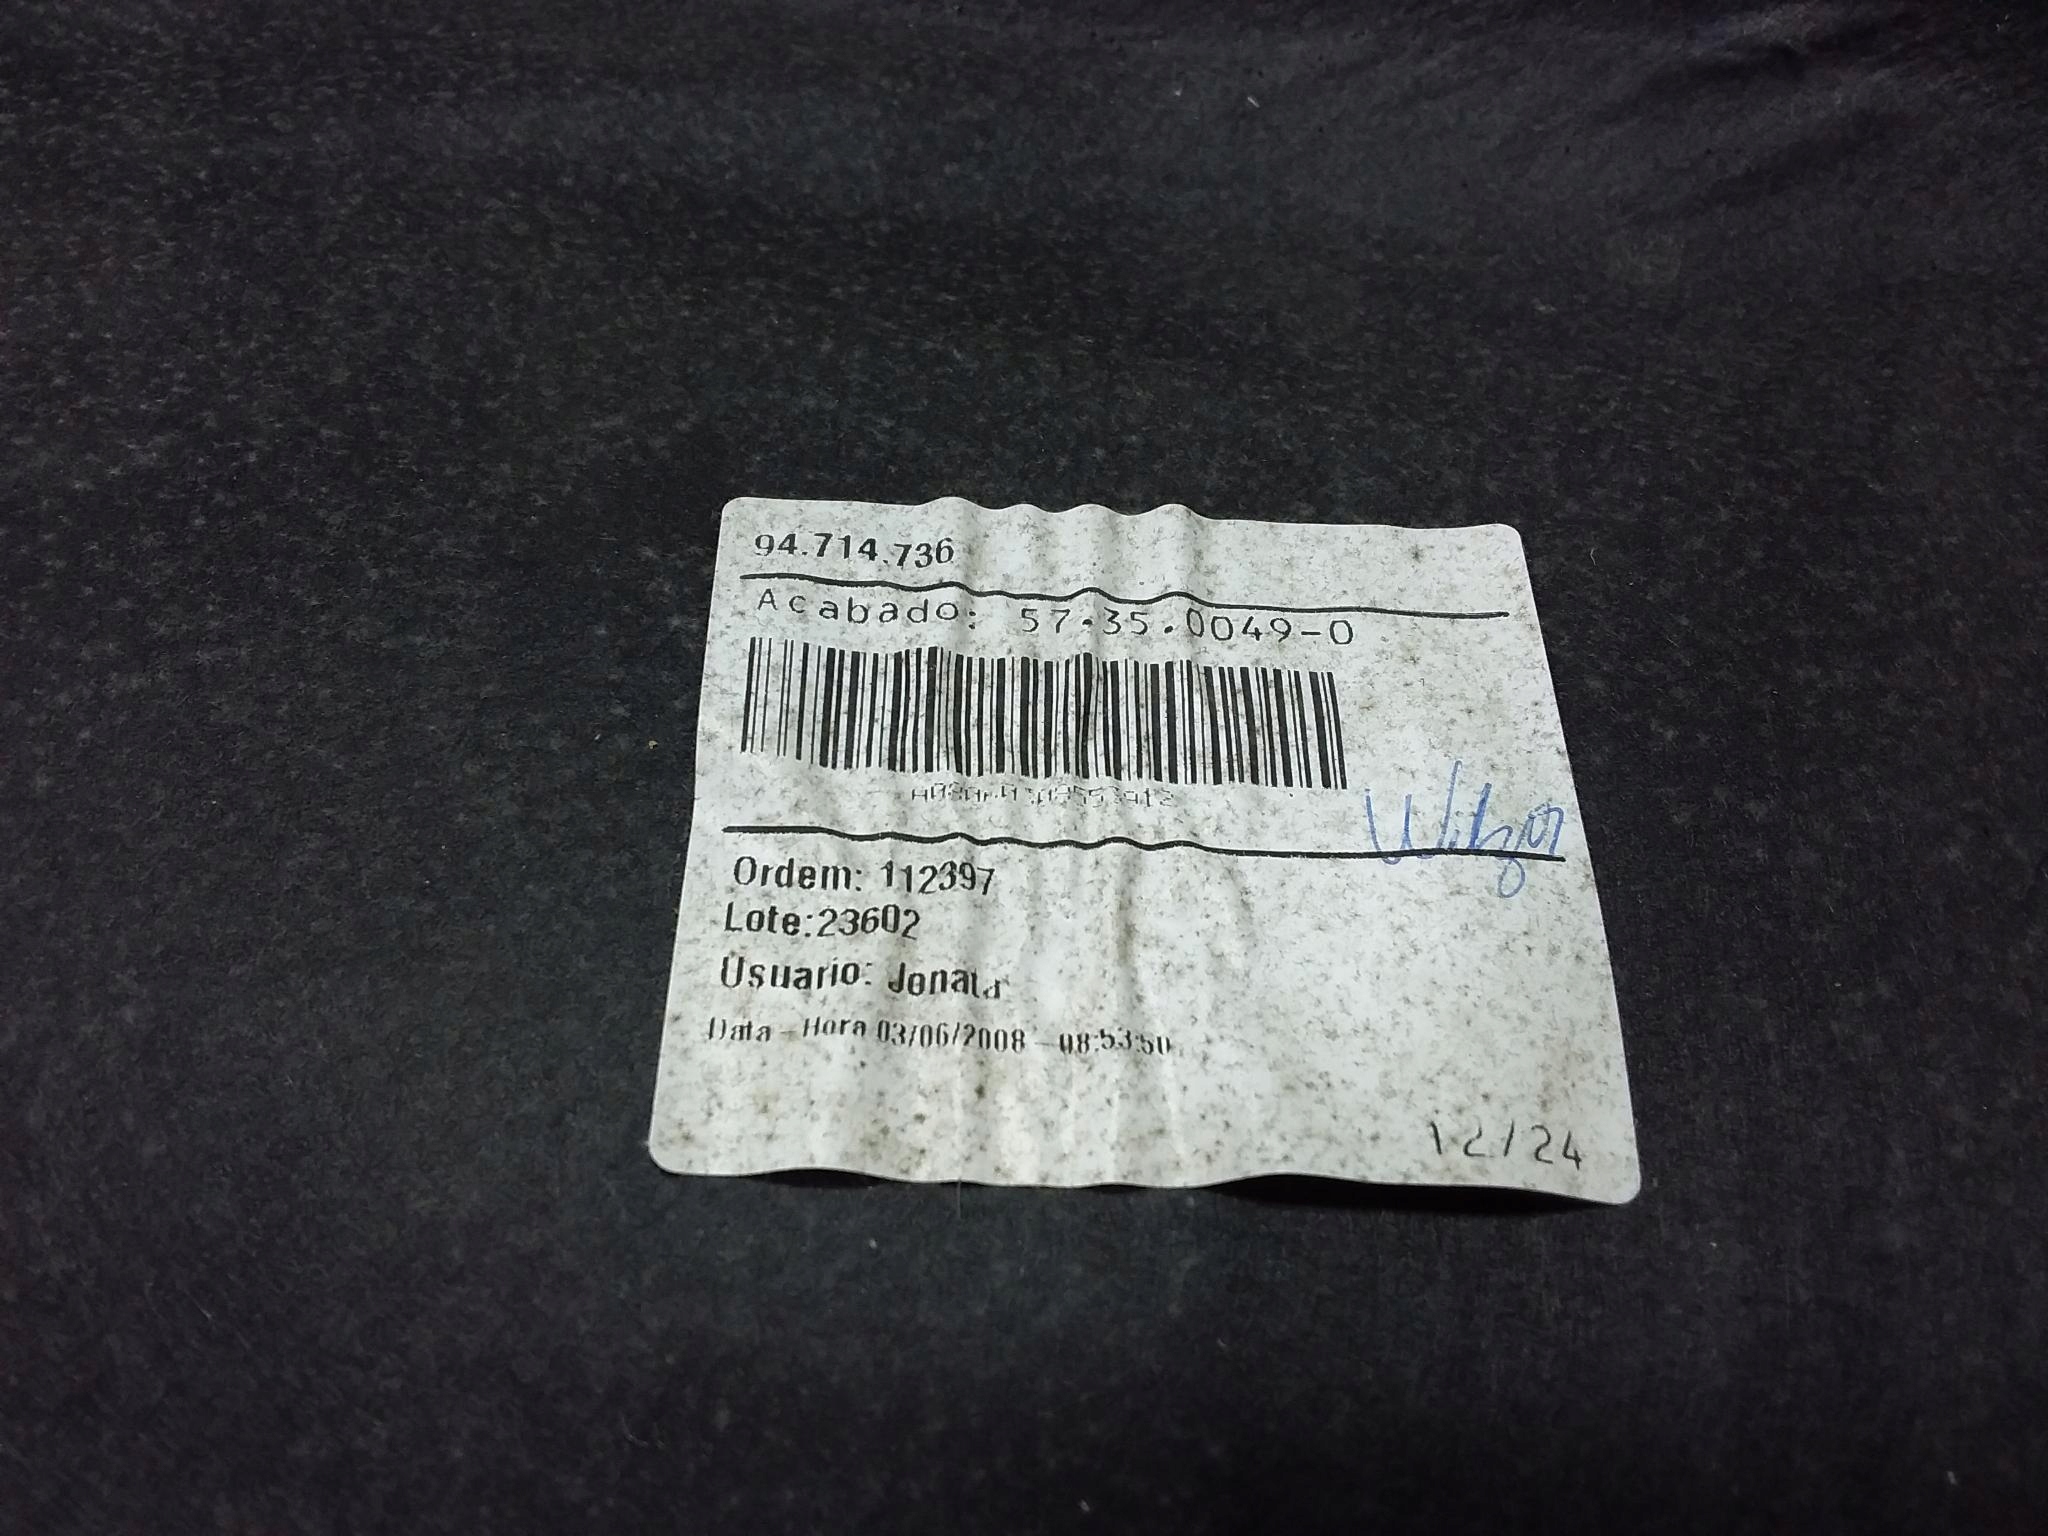 94.714.736
Acabado: 57.35.0049-0
Ordem: 112397
Lote:23602
Usuario: Jonata
Data - Hora 03/06/2008 - 08:53:50
12/24